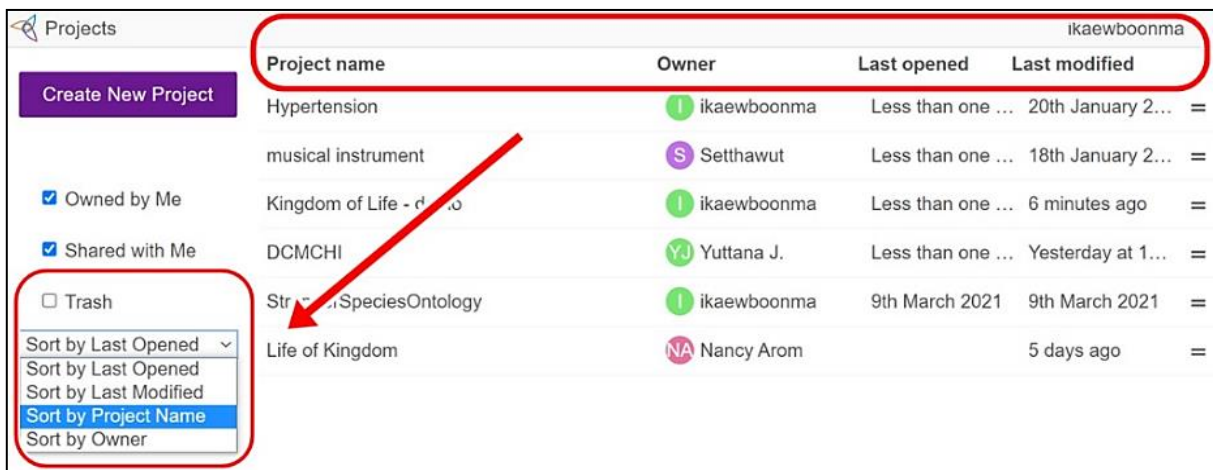 Projects
ikaewboonma
Project name Owner Last opened Last modified
Create New Project
Hypertension I ikaewboonma Less than one ... 20th January 2... =
musical instrument S Setthawut Less than one ... 18th January 2... =
Owned by Me
Kingdom of Life - I ikaewboonma Less than one ... 6 minutes ago =
Shared with Me
DCMCHI YJ Yuttana J. Less than one ... Yesterday at 1... =
Trash
SpeciesOntology I ikaewboonma 9th March 2021 9th March 2021 =
Sort by Last Opened
Life of Kingdom NA Nancy Arom 5 days ago =
Sort by Last Opened
Sort by Last Modified
Sort by Project Name
Sort by Owner